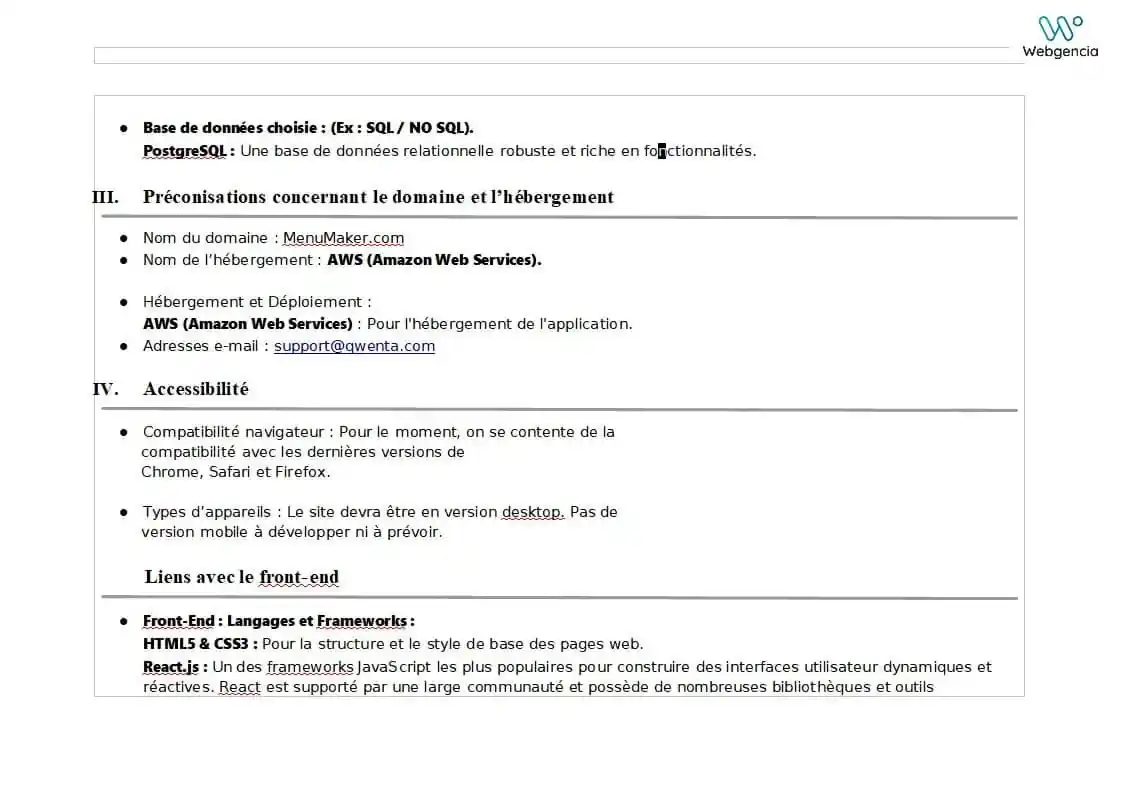 Webgencia
● Base de données choisie : (Ex : SQL / NO SQL).
PostgreSQL : Une base de données relationnelle robuste et riche en fonctionnalités.
III. Préconisations concernant le domaine et l’hébergement
● Nom du domaine : MenuMaker.com
● Nom de l’hébergement : AWS (Amazon Web Services).
● Hébergement et Déploiement :
AWS (Amazon Web Services) : Pour l'hébergement de l'application.
● Adresses e-mail : support@qwenta.com
IV. Accessibilité
● Compatibilité navigateur : Pour le moment, on se contente de la
compatibilité avec les dernières versions de
Chrome, Safari et Firefox.
● Types d’appareils : Le site devra être en version desktop. Pas de
version mobile à développer ni à prévoir.
Liens avec le front-end
● Front-End : Langages et Frameworks :
HTML5 & CSS3 : Pour la structure et le style de base des pages web.
React.js : Un des frameworks JavaScript les plus populaires pour construire des interfaces utilisateur dynamiques et
réactives. React est supporté par une large communauté et possède de nombreuses bibliothèques et outils